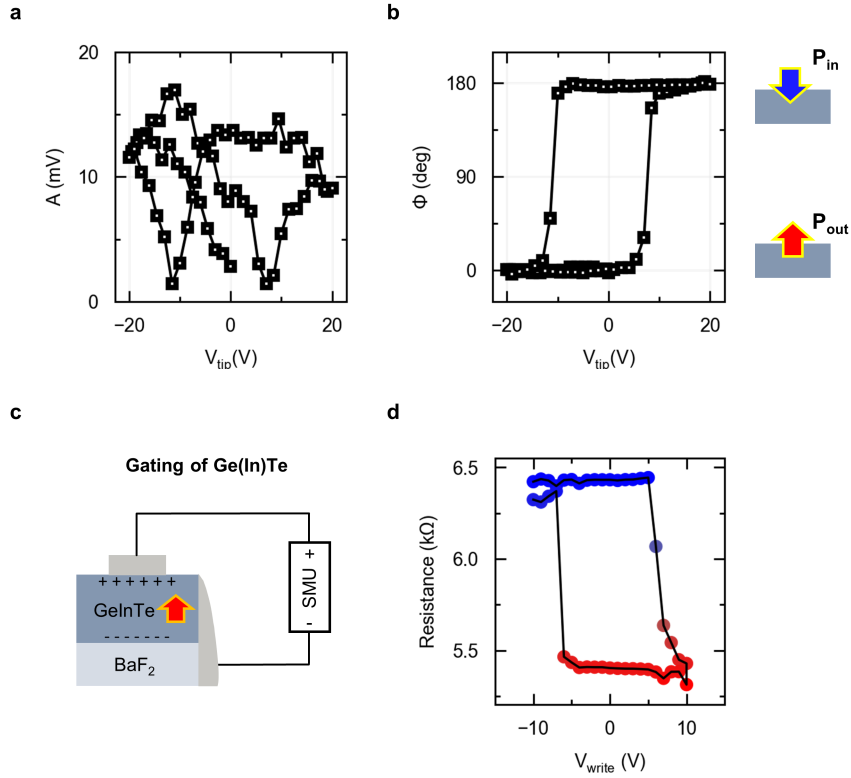 a
20
10
0
A (mV)
−20
0
20
V_tip(V)
b
180
90
0
Φ (deg)
−20
0
20
V_tip(V)
P_in
P_out
c
Gating of Ge(In)Te
+ + + + + +
GeInTe
- - - - - - -
BaF₂
+
SMU
-
d
6.5
6.0
5.5
Resistance (kΩ)
−10
0
10
V_write (V)